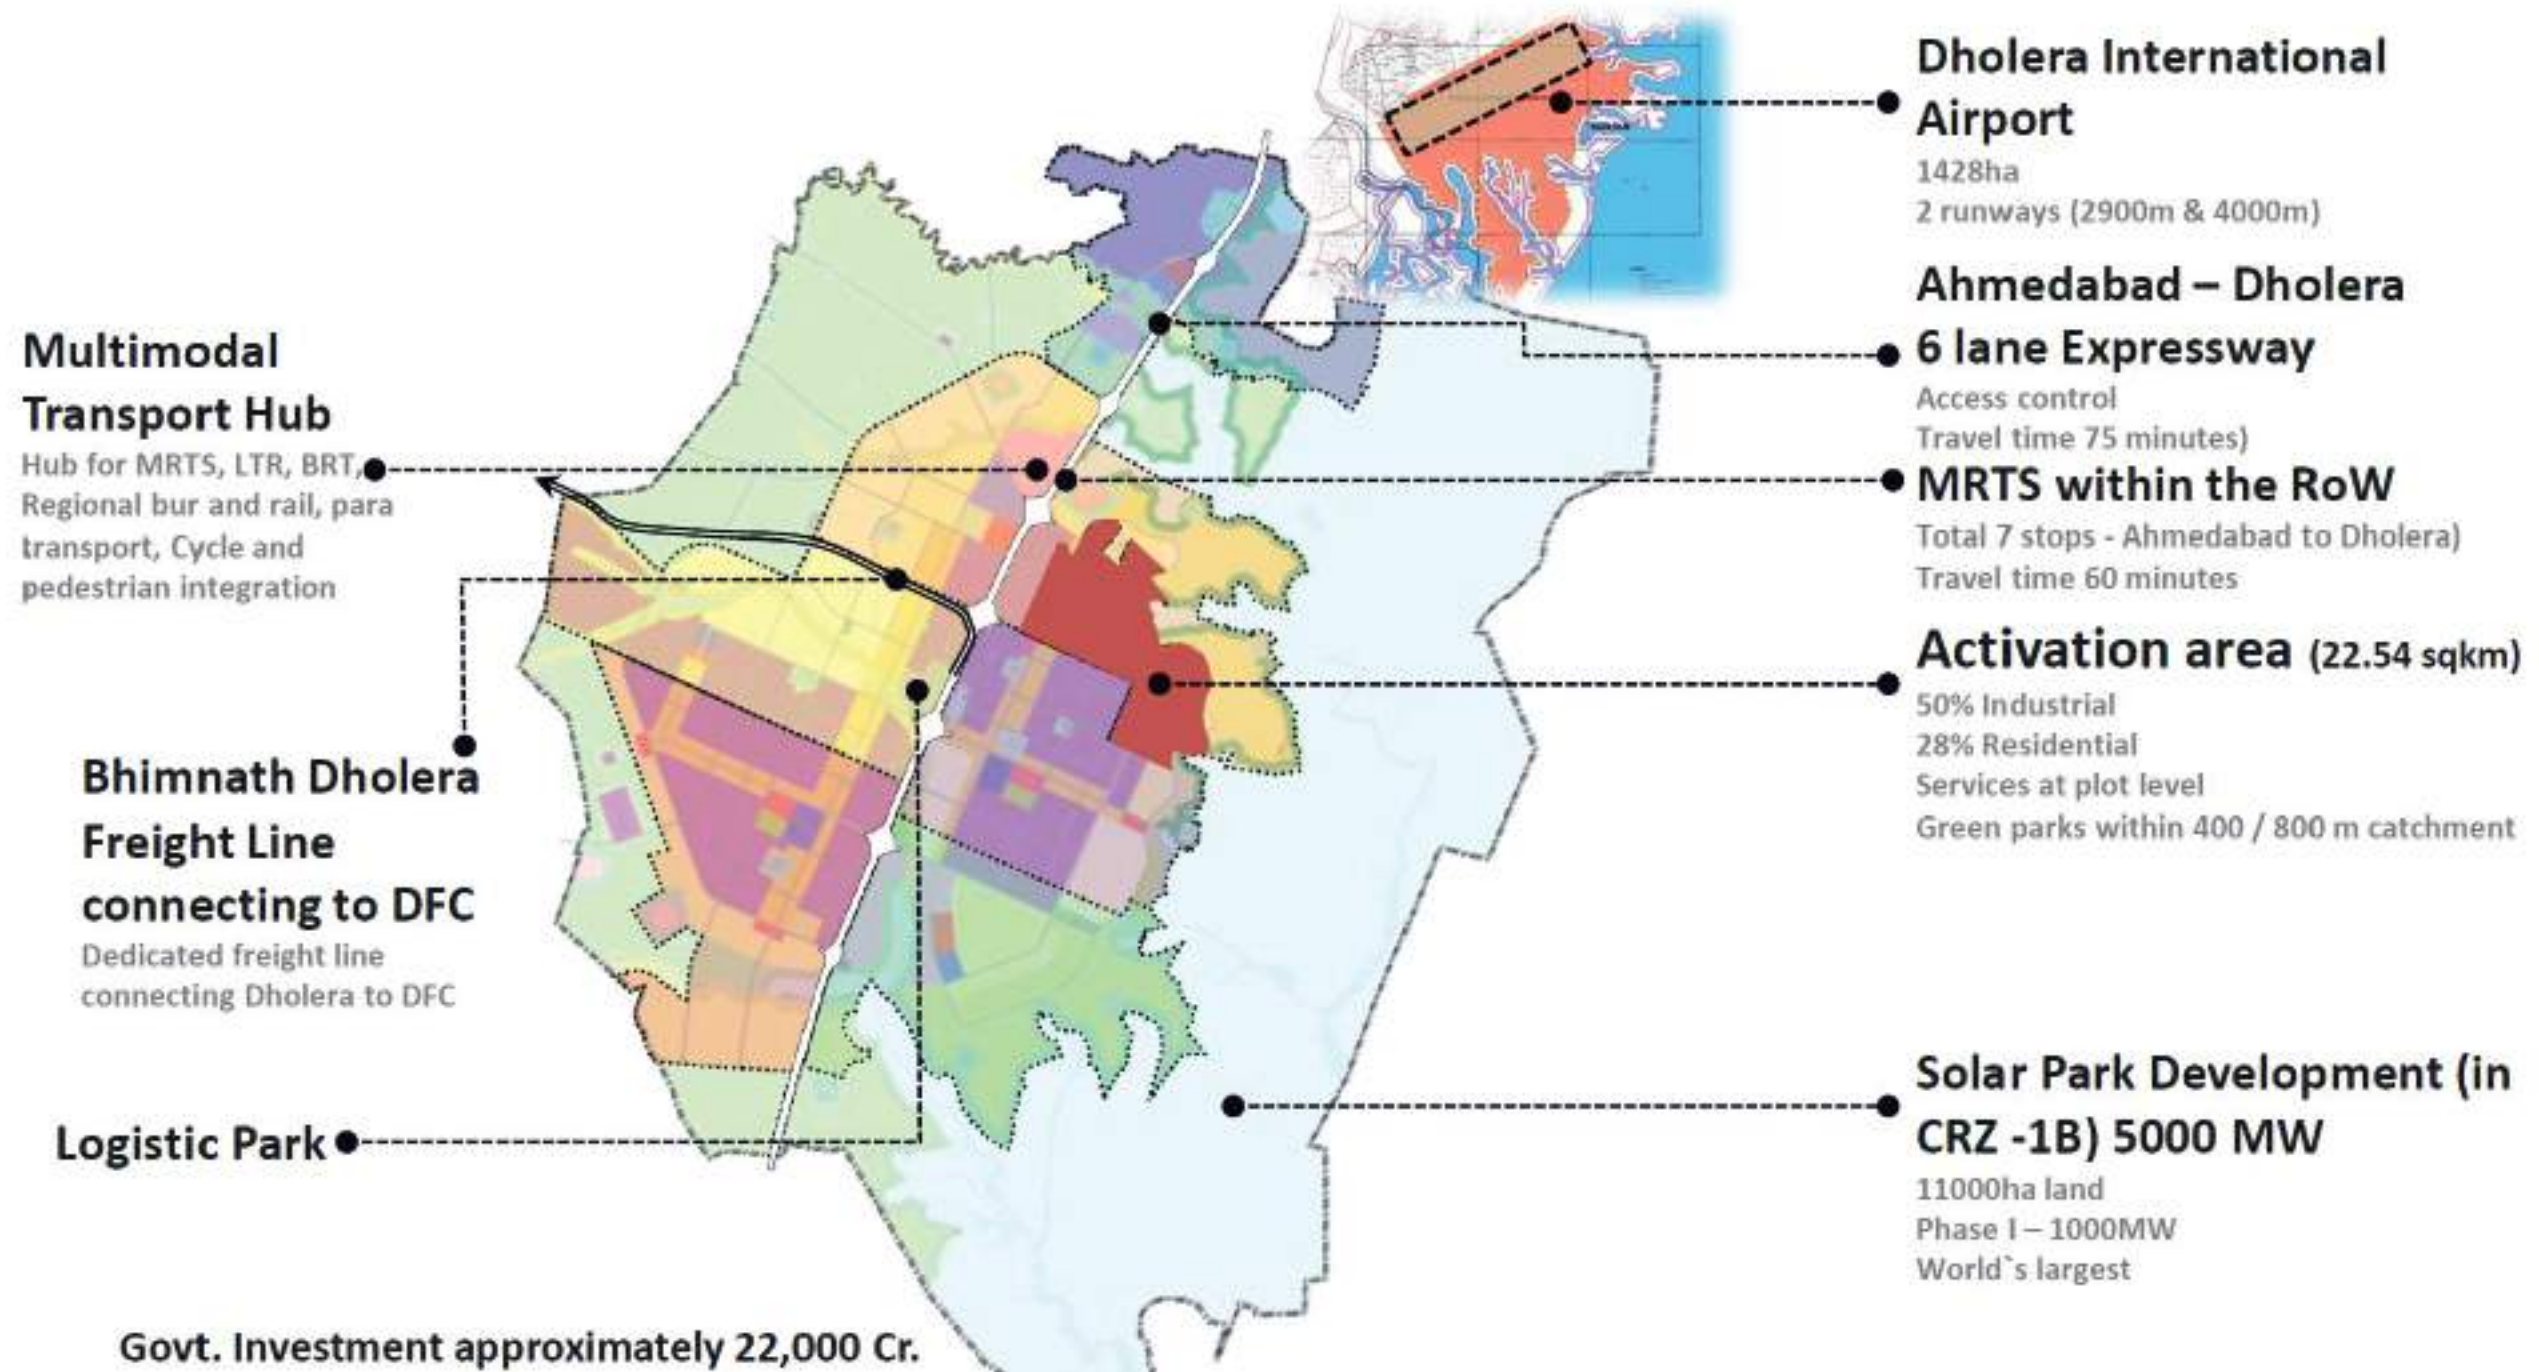 Dholera International
Airport
1428ha
2 runways (2900m & 4000m)
Ahmedabad – Dholera
6 lane Expressway
Access control
Travel time 75 minutes)
MRTS within the RoW
Total 7 stops - Ahmedabad to Dholera)
Travel time 60 minutes
Activation area (22.54 sqkm)
50% Industrial
28% Residential
Services at plot level
Green parks within 400 / 800 m catchment
Solar Park Development (in
CRZ -1B) 5000 MW
11000ha land
Phase I – 1000MW
World`s largest
Multimodal
Transport Hub
Hub for MRTS, LTR, BRT,
Regional bur and rail, para
transport, Cycle and
pedestrian integration
Bhimnath Dholera
Freight Line
connecting to DFC
Dedicated freight line
connecting Dholera to DFC
Logistic Park
Govt. Investment approximately 22,000 Cr.